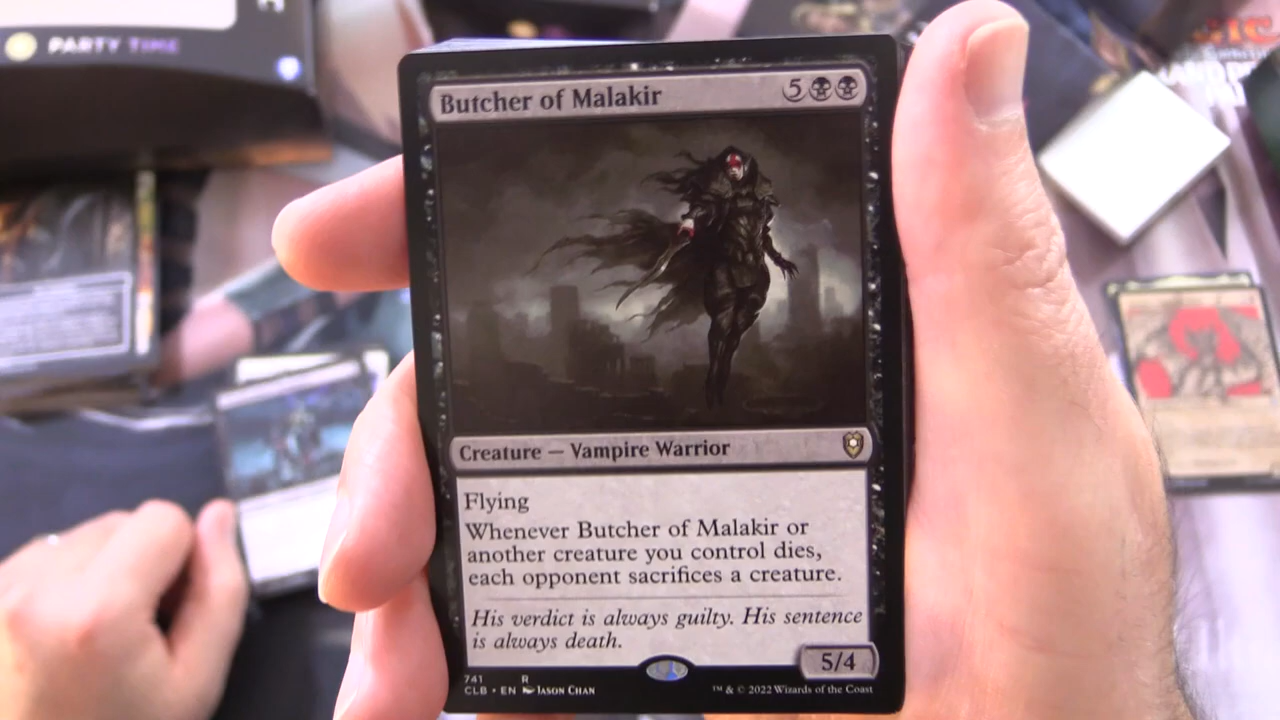 PARTY TIME
Butcher of Malakir 5
Creature — Vampire Warrior
Flying
Whenever Butcher of Malakir or
another creature you control dies,
each opponent sacrifices a creature.
His verdict is always guilty. His sentence
is always death.
5/4
741 R
CLB • EN Jason Chan
™ & © 2022 Wizards of the Coast